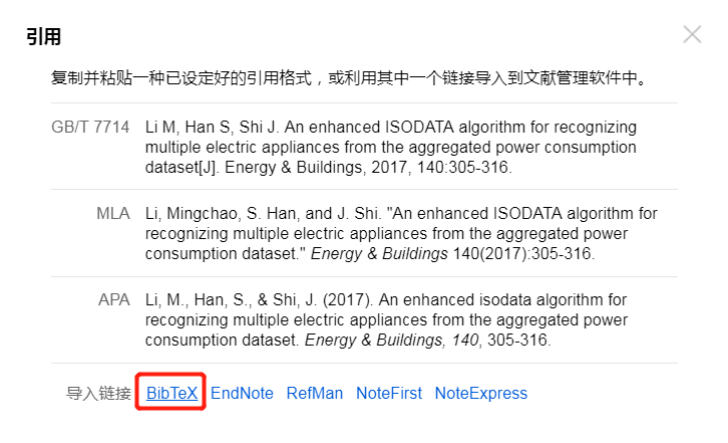 引用
复制并粘贴一种已设定好的引用格式，或利用其中一个链接导入到文献管理软件中。
GB/T 7714 Li M, Han S, Shi J. An enhanced ISODATA algorithm for recognizing
multiple electric appliances from the aggregated power consumption
dataset[J]. Energy & Buildings, 2017, 140:305-316.
MLA Li, Mingchao, S. Han, and J. Shi. "An enhanced ISODATA algorithm for
recognizing multiple electric appliances from the aggregated power
consumption dataset." Energy & Buildings 140(2017):305-316.
APA Li, M., Han, S., & Shi, J. (2017). An enhanced isodata algorithm for
recognizing multiple electric appliances from the aggregated power
consumption dataset. Energy & Buildings, 140, 305-316.
导入链接 BibTeX EndNote RefMan NoteFirst NoteExpress